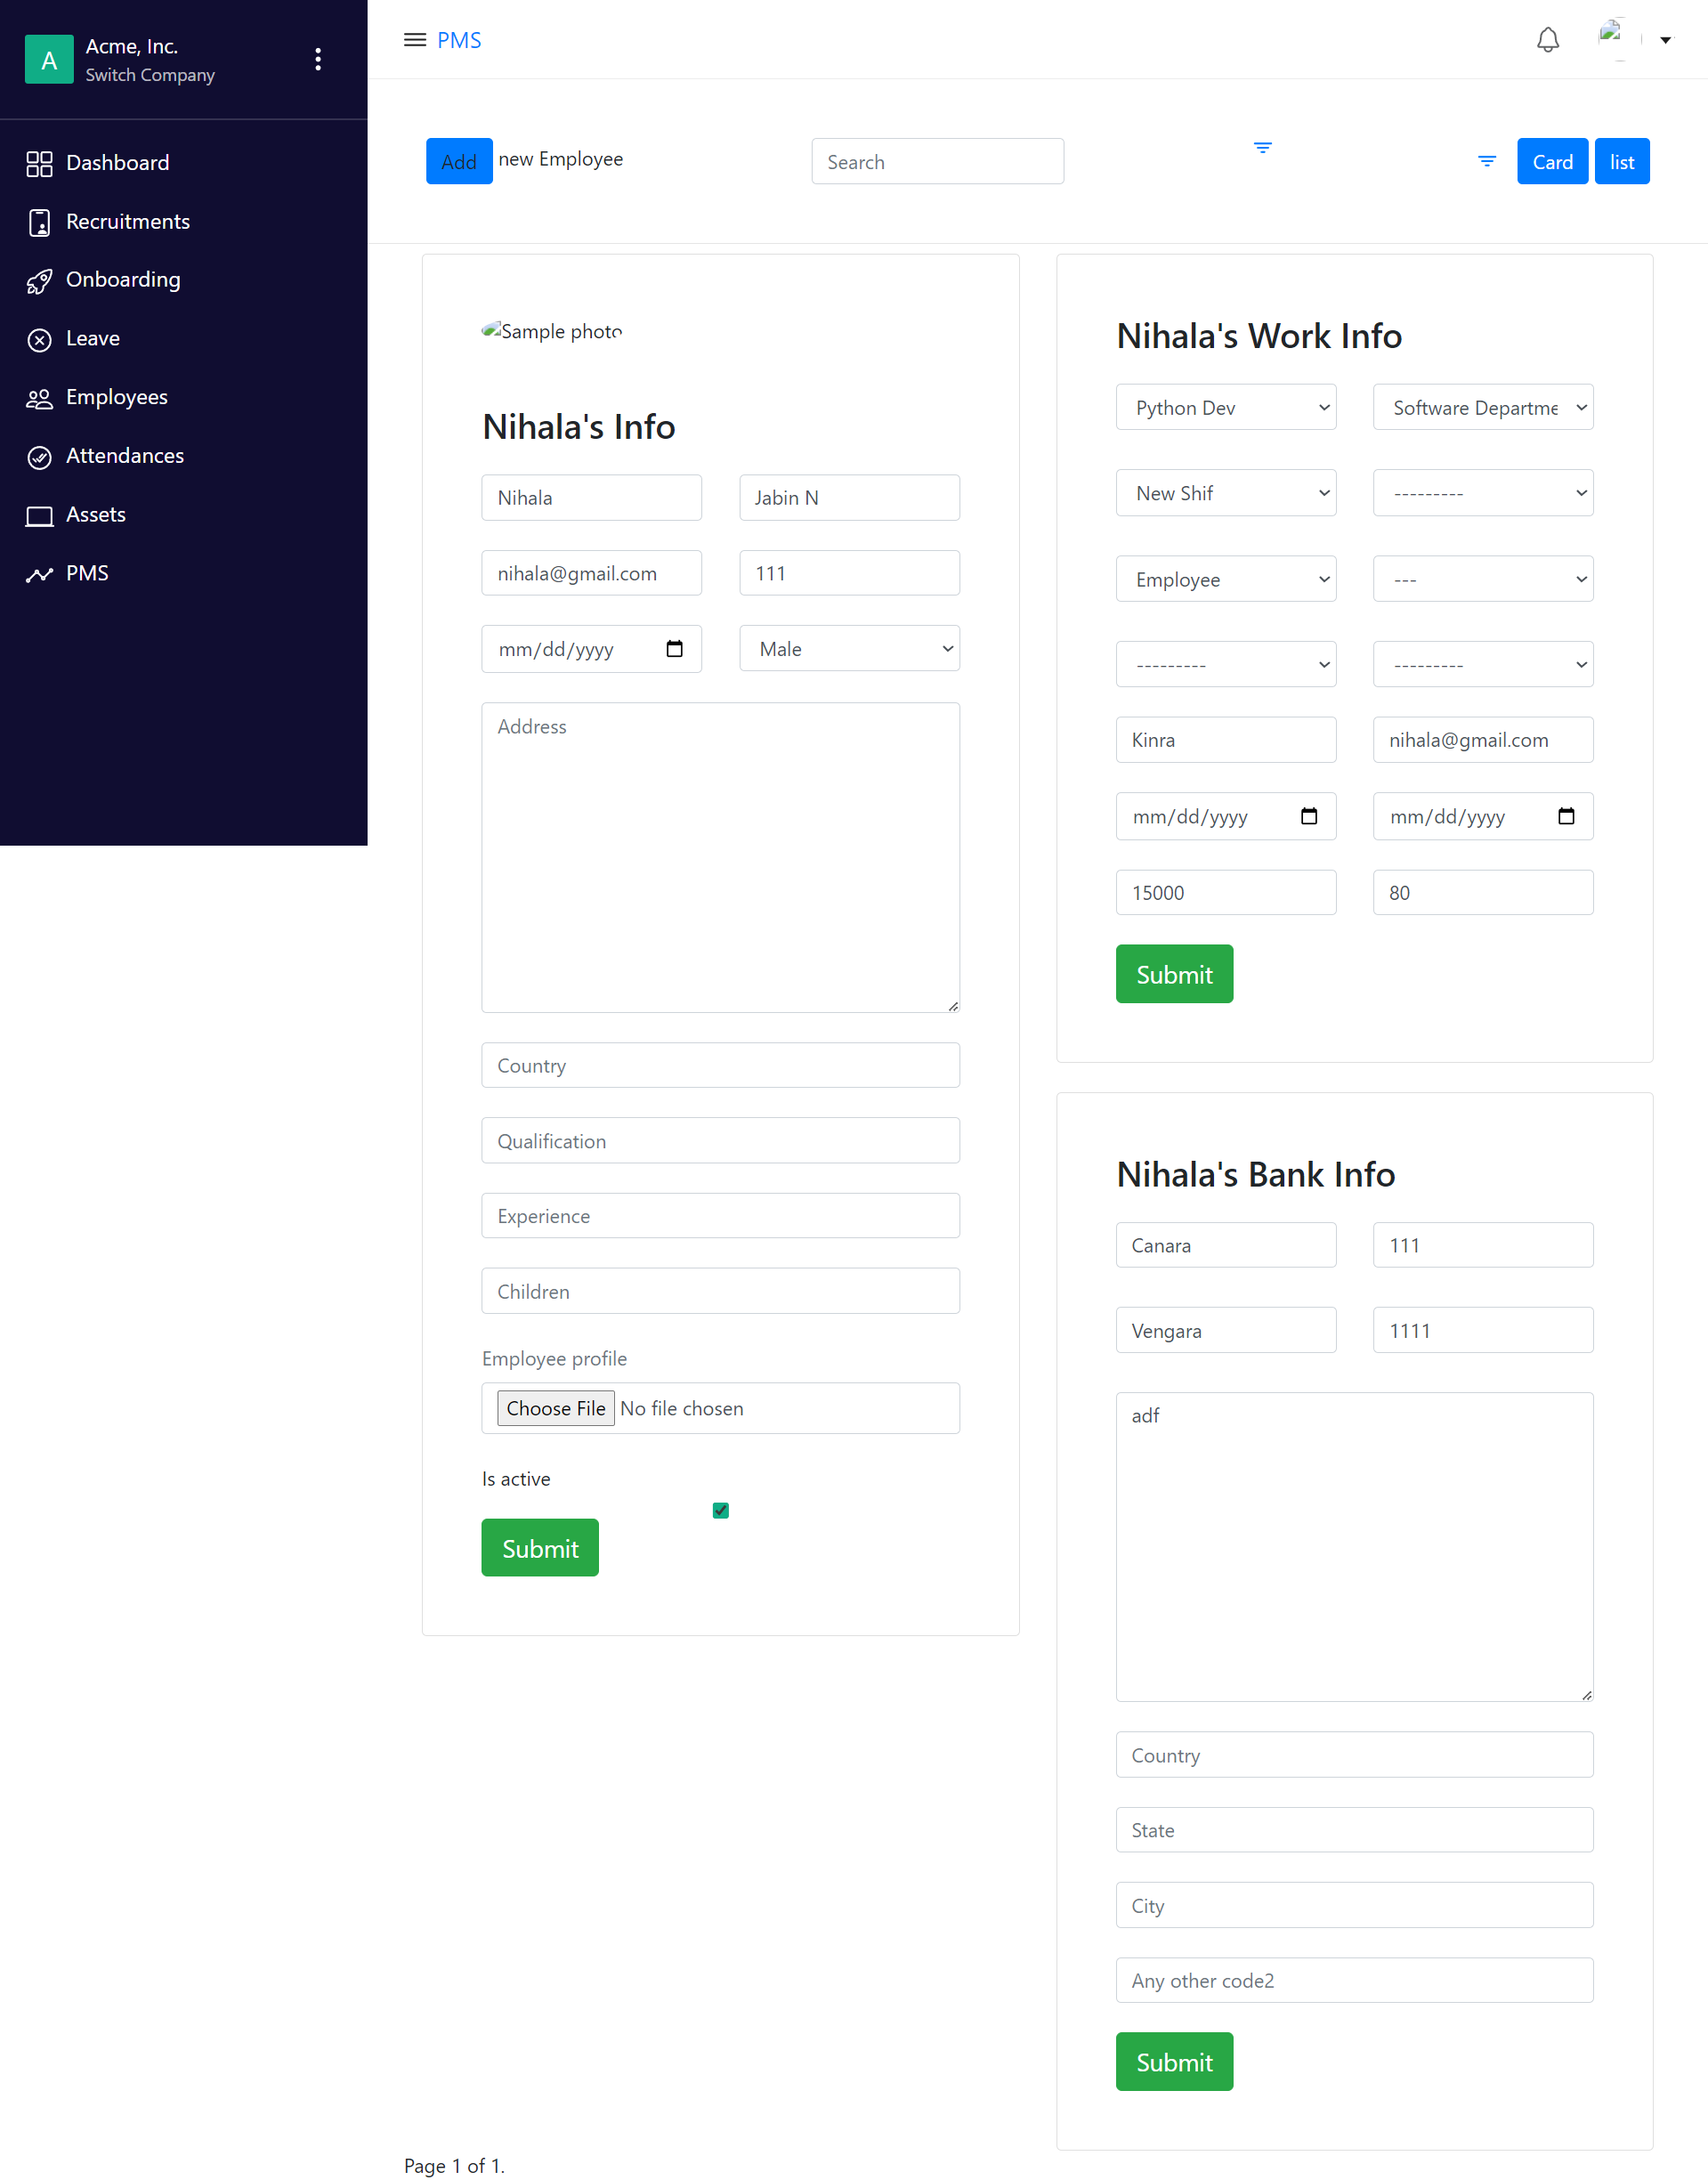 A
Acme, Inc.
Switch Company
Dashboard
Recruitments
Onboarding
Leave
Employees
Attendances
Assets
PMS
PMS
Add new Employee
Search
Card
list
Sample photo
Nihala's Info
Nihala
Jabin N
nihala@gmail.com
111
mm/dd/yyyy
Male
Address
Country
Qualification
Experience
Children
Employee profile
Choose File No file chosen
Is active
Submit
Nihala's Work Info
Python Dev
Software Departme
New Shif
---------
Employee
---
---------
---------
Kinra
nihala@gmail.com
mm/dd/yyyy
mm/dd/yyyy
15000
80
Submit
Nihala's Bank Info
Canara
111
Vengara
1111
adf
Country
State
City
Any other code2
Submit
Page 1 of 1.